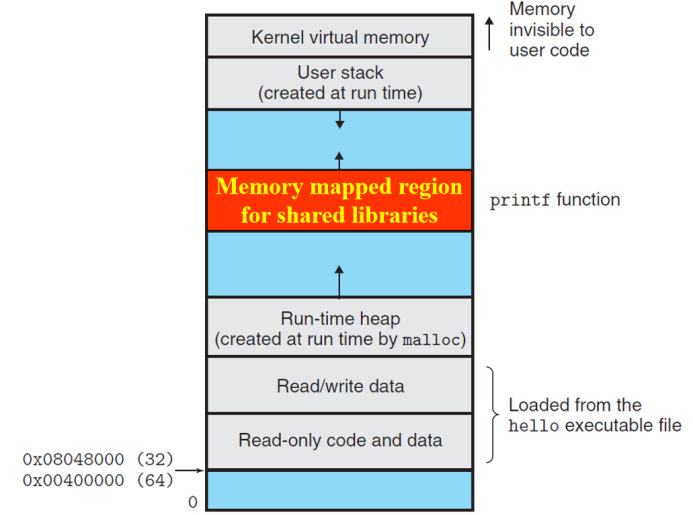 Memory
invisible to
user code
Kernel virtual memory
User stack
(created at run time)
Memory mapped region
for shared libraries
printf function
Run-time heap
(created at run time by malloc)
Read/write data
Loaded from the
hello executable file
Read-only code and data
0x08048000 (32)
0x00400000 (64)
0